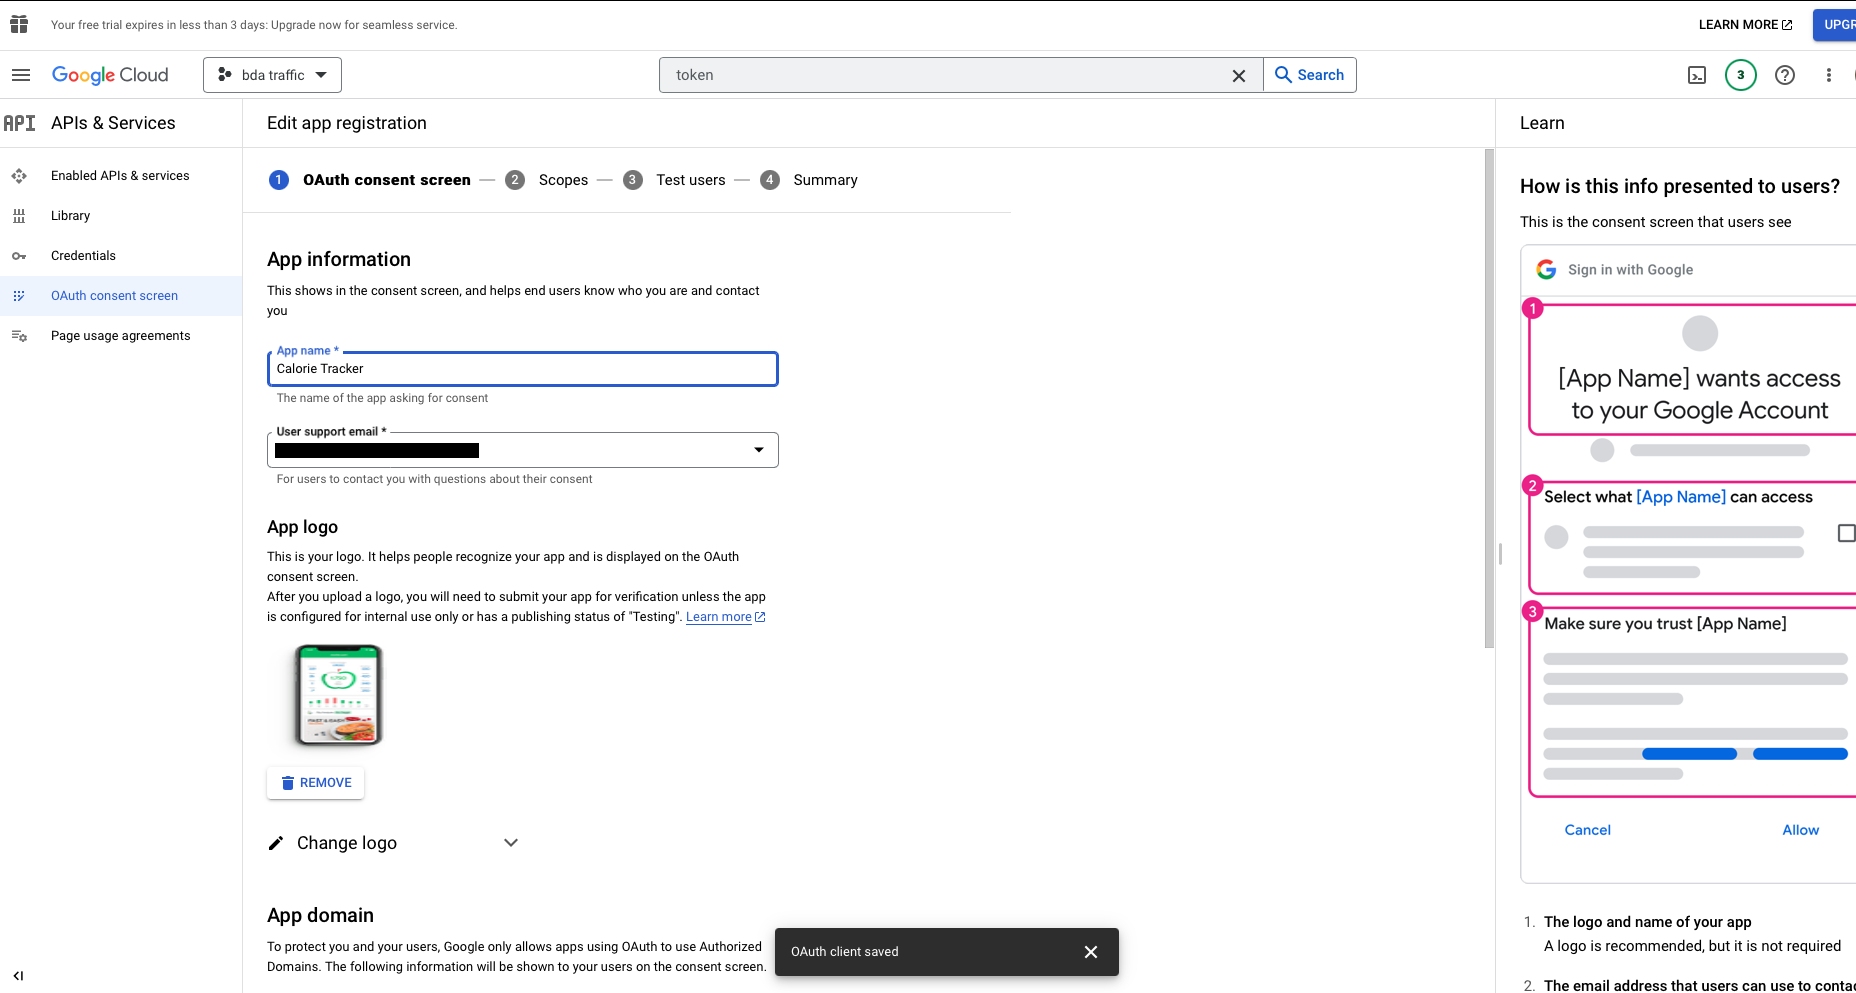 Your free trial expires in less than 3 days: Upgrade now for seamless service.
LEARN MORE
UPGR
Google Cloud
bda traffic
token
Search
3
API
APIs & Services
Edit app registration
Learn
Enabled APIs & services
Library
Credentials
OAuth consent screen
Page usage agreements
1 OAuth consent screen — 2 Scopes — 3 Test users — 4 Summary
App information
This shows in the consent screen, and helps end users know who you are and contact
you
App name *
Calorie Tracker
The name of the app asking for consent
User support email *
For users to contact you with questions about their consent
App logo
This is your logo. It helps people recognize your app and is displayed on the OAuth
consent screen.
After you upload a logo, you will need to submit your app for verification unless the app
is configured for internal use only or has a publishing status of "Testing". Learn more
REMOVE
Change logo
App domain
To protect you and your users, Google only allows apps using OAuth to use Authorized
Domains. The following information will be shown to your users on the consent screen.
OAuth client saved
How is this info presented to users?
This is the consent screen that users see
Sign in with Google
1
[App Name] wants access
to your Google Account
2
Select what [App Name] can access
3
Make sure you trust [App Name]
Cancel
Allow
1. The logo and name of your app
A logo is recommended, but it is not required
2. The email address that users can use to contac